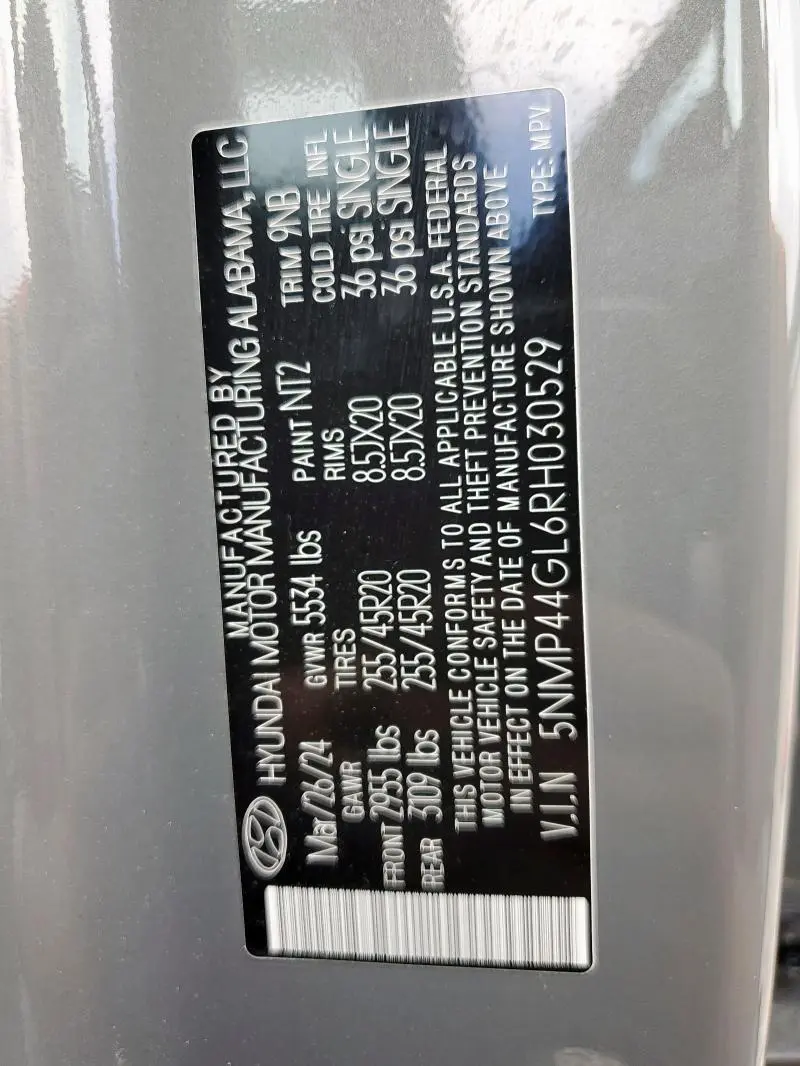 MANUFACTURED BY
HYUNDAI MOTOR MANUFACTURING ALABAMA, LLC
Mar/26/24 GVWR 5534 lbs PAINT NT2 TRIM 9NB
GAWR TIRES RIMS COLD TIRE INFL
FRONT 2955 lbs 255/45R20 8.5JX20 36 psi SINGLE
REAR 3109 lbs 255/45R20 8.5JX20 36 psi SINGLE
THIS VEHICLE CONFORMS TO ALL APPLICABLE U.S.A. FEDERAL
MOTOR VEHICLE SAFETY AND THEFT PREVENTION STANDARDS
IN EFFECT ON THE DATE OF MANUFACTURE SHOWN ABOVE
V.I.N 5NMP44GL6RH030529 TYPE: MPV